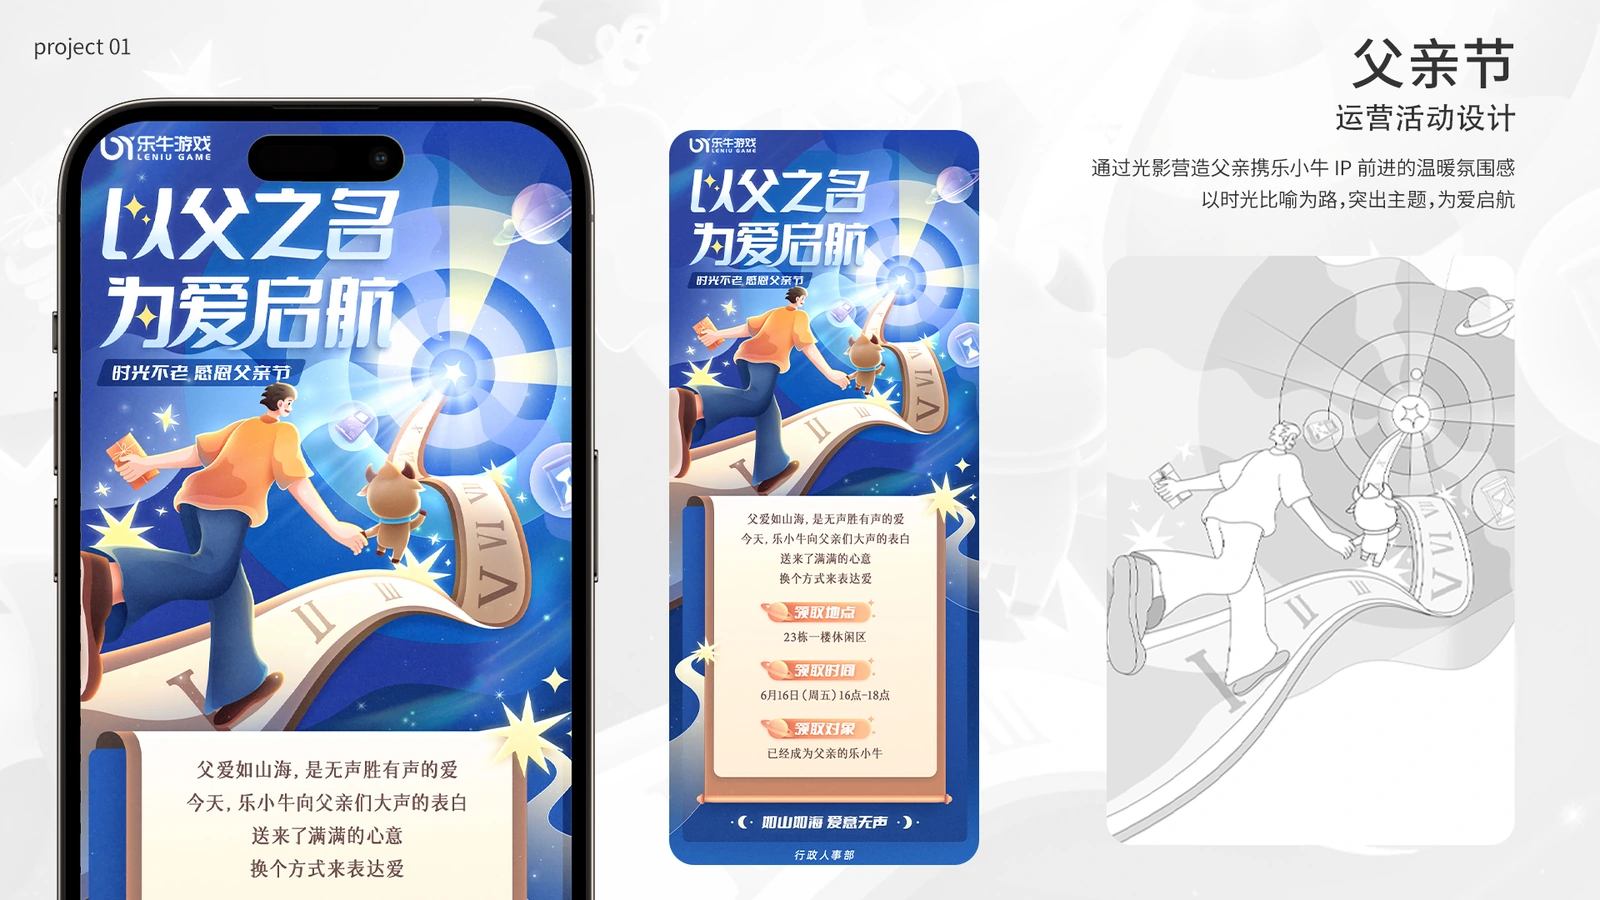 project 01
父亲节
运营活动设计
通过光影营造父亲携乐小牛 IP 前进的温暖氛围感
以时光比喻为路，突出主题，为爱启航
乐牛游戏
LENIU GAME
以父之名
为爱启航
时光不老 感恩父亲节
I
II
III
V
VI
VII
父爱如山海，是无声胜有声的爱
今天，乐小牛向父亲们大声的表白
送来了满满的心意
换个方式来表达爱
乐牛游戏
LENIU GAME
以父之名
为爱启航
时光不老 感恩父亲节
I
II
III
V
VI
VII
父爱如山海，是无声胜有声的爱
今天，乐小牛向父亲们大声的表白
送来了满满的心意
换个方式来表达爱
领取地点
23栋一楼休闲区
领取时间
6月16日（周五）16点-18点
领取对象
已经成为父亲的乐小牛
如山如海 爱意无声
行政人事部
I
II
III
V
VI
VII